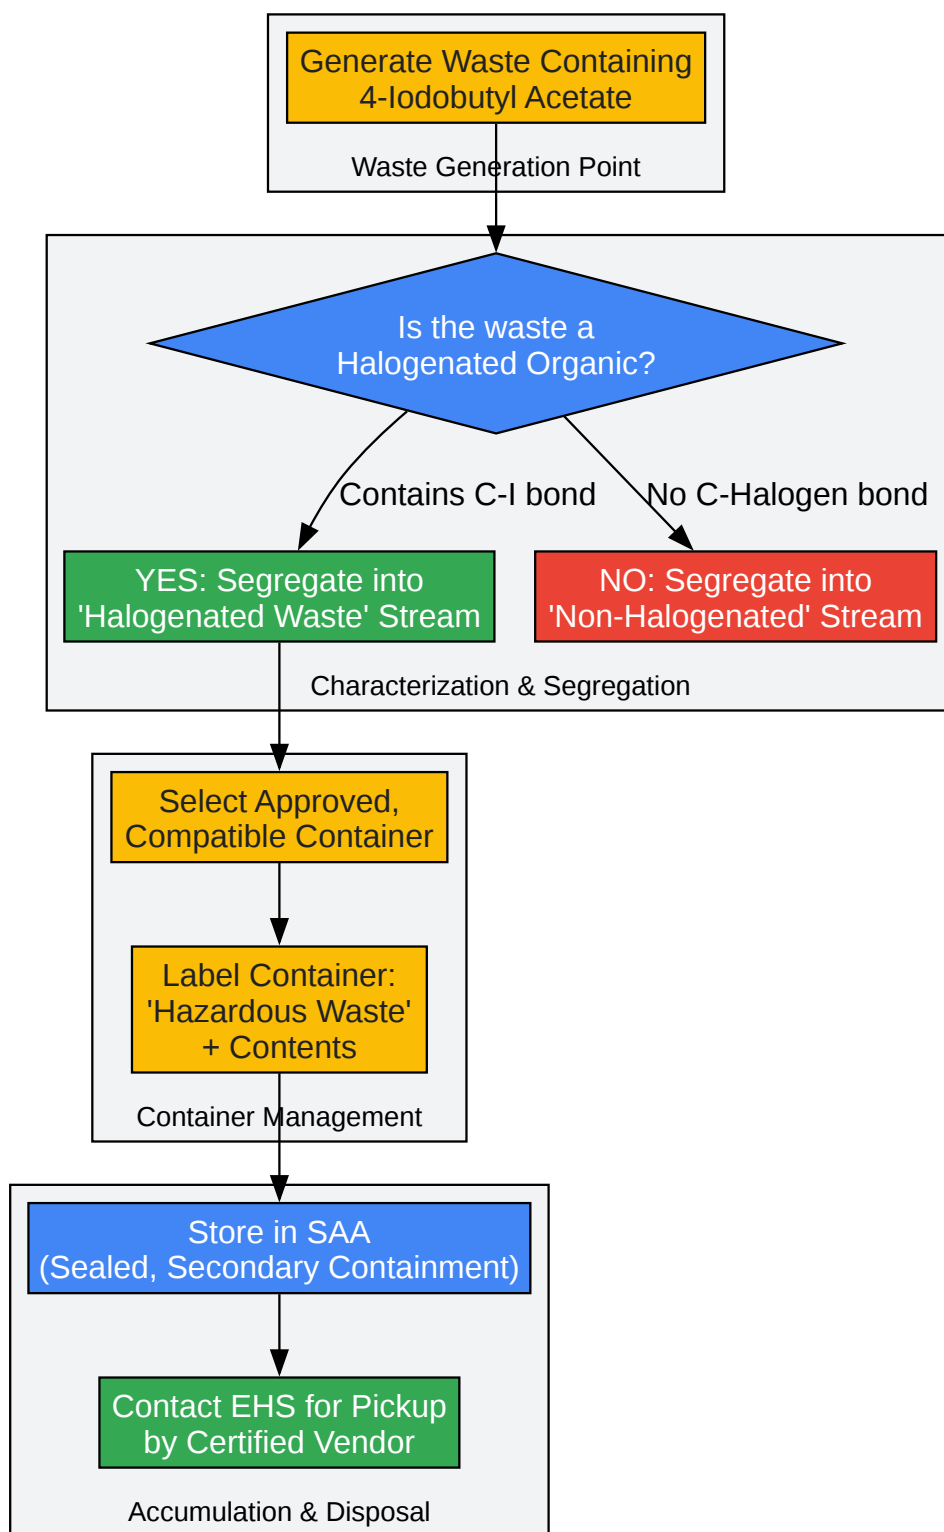 Generate Waste Containing
4-Iodobutyl Acetate
Waste Generation Point
Is the waste a
Halogenated Organic?
Contains C-I bond
No C-Halogen bond
YES: Segregate into
'Halogenated Waste' Stream
NO: Segregate into
'Non-Halogenated' Stream
Characterization & Segregation
Select Approved,
Compatible Container
Label Container:
'Hazardous Waste'
+ Contents
Container Management
Store in SAA
(Sealed, Secondary Containment)
Contact EHS for Pickup
by Certified Vendor
Accumulation & Disposal